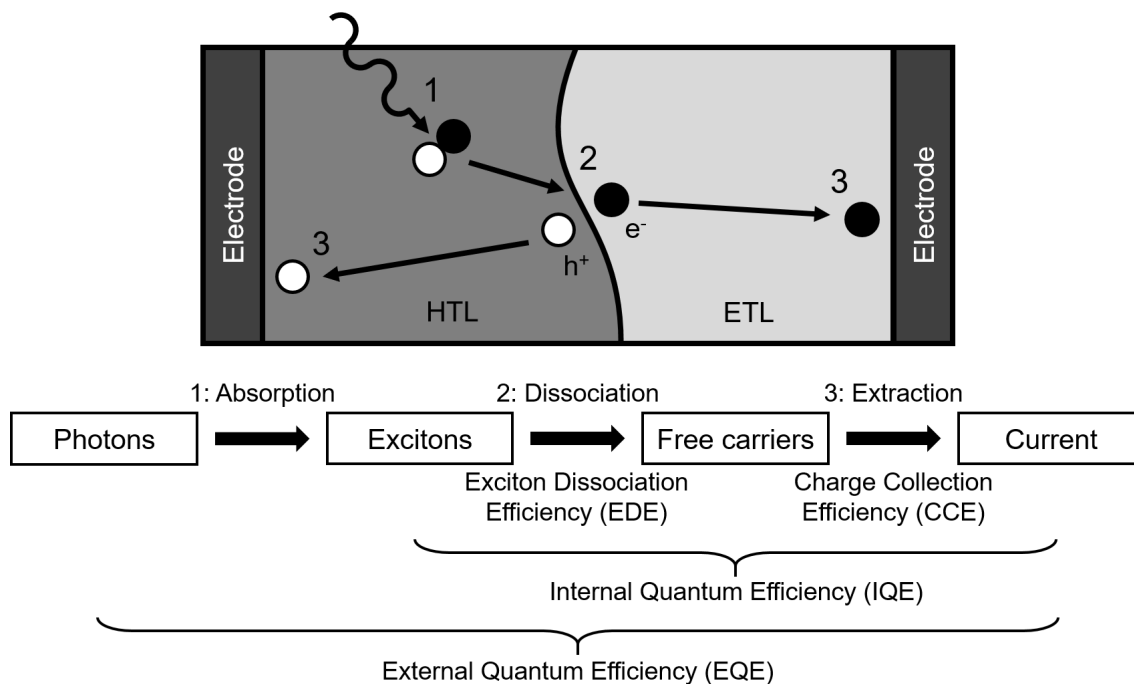 1
2
3
3
e⁻
h⁺
Electrode
HTL
ETL
Electrode
1: Absorption
2: Dissociation
3: Extraction
Photons
Excitons
Free carriers
Current
Exciton Dissociation
Efficiency (EDE)
Charge Collection
Efficiency (CCE)
Internal Quantum Efficiency (IQE)
External Quantum Efficiency (EQE)